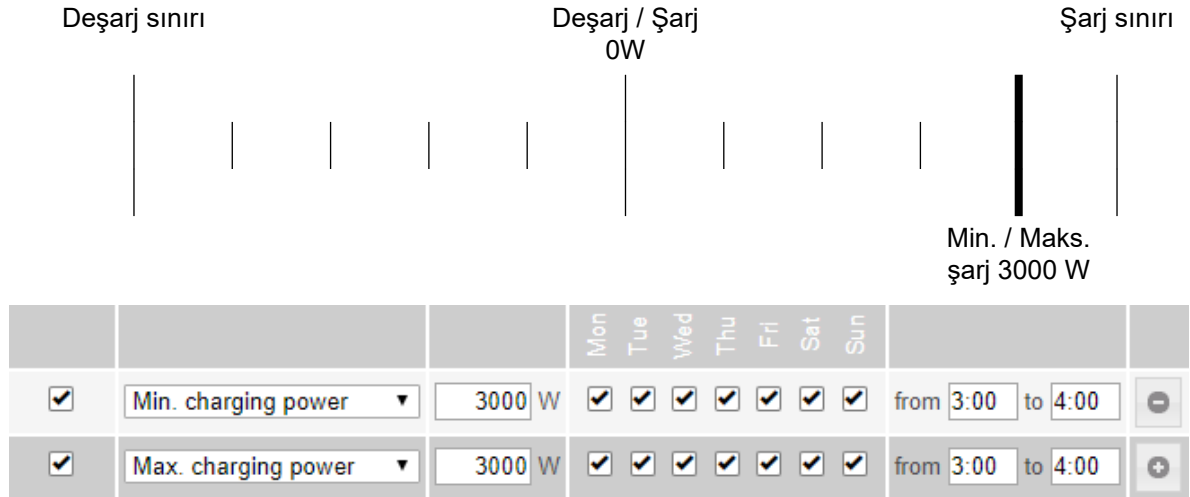 Deşarj sınırı Deşarj / Şarj Şarj sınırı
0W
Min. / Maks.
şarj 3000 W
Mon Tue Wed Thu Fri Sat Sun
Min. charging power 3000 W from 3:00 to 4:00
Max. charging power 3000 W from 3:00 to 4:00